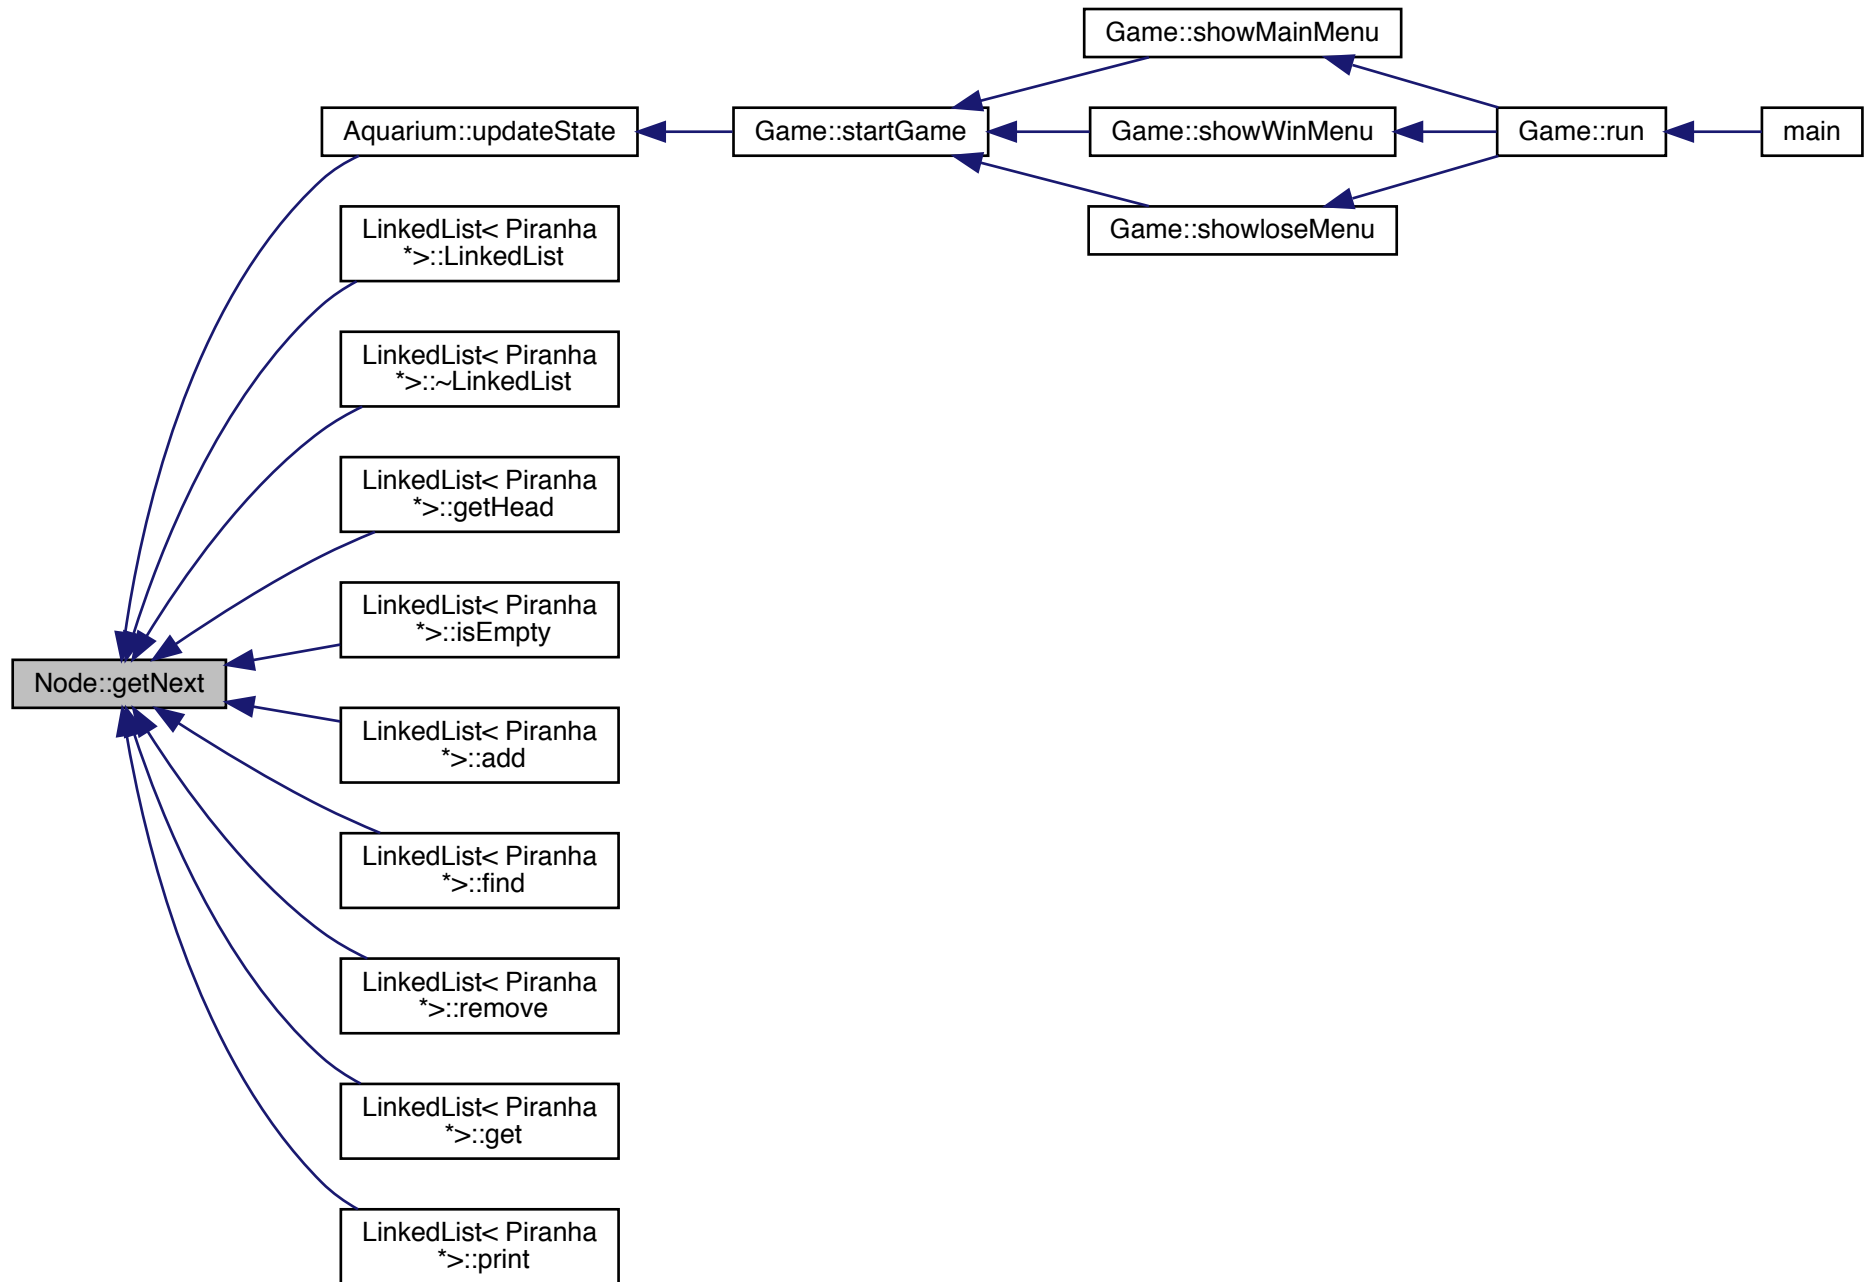 Game::showMainMenu
Aquarium::updateState
Game::startGame
Game::showWinMenu
Game::run
main
Game::showloseMenu
LinkedList< Piranha
*>::LinkedList
LinkedList< Piranha
*>::~LinkedList
LinkedList< Piranha
*>::getHead
LinkedList< Piranha
*>::isEmpty
Node::getNext
LinkedList< Piranha
*>::add
LinkedList< Piranha
*>::find
LinkedList< Piranha
*>::remove
LinkedList< Piranha
*>::get
LinkedList< Piranha
*>::print